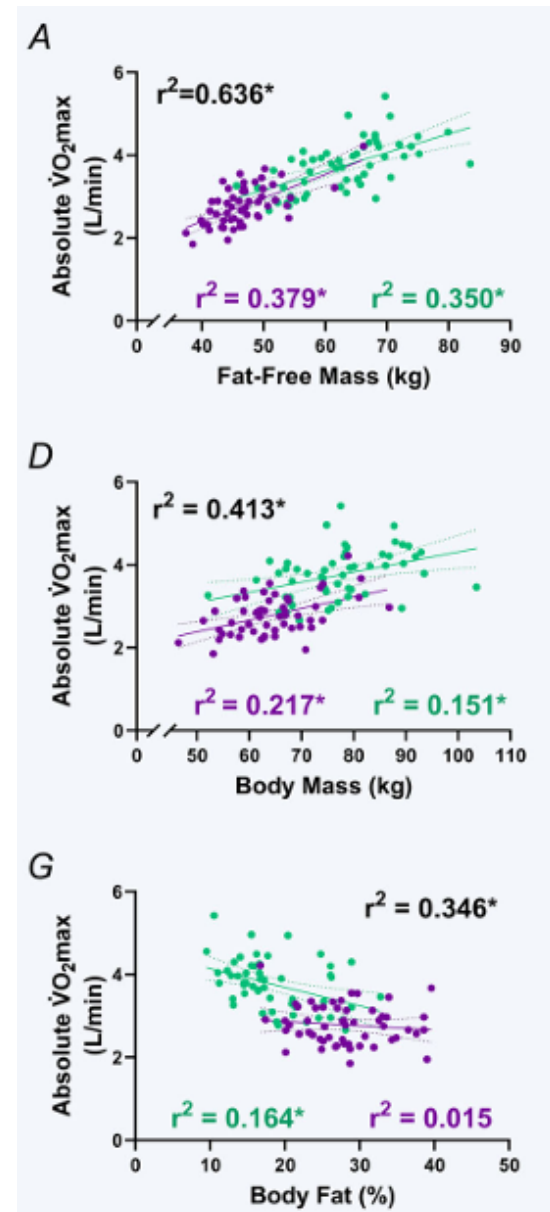 A
r²=0.636*
Absolute V̇O₂max
(L/min)
6
4
2
0
r² = 0.379*
r² = 0.350*
0
40
50
60
70
80
90
Fat-Free Mass (kg)
D
r² = 0.413*
Absolute V̇O₂max
(L/min)
6
4
2
0
r² = 0.217*
r² = 0.151*
0
50
60
70
80
90
100
110
Body Mass (kg)
G
r² = 0.346*
Absolute V̇O₂max
(L/min)
6
4
2
0
r² = 0.164*
r² = 0.015
0
10
20
30
40
50
Body Fat (%)